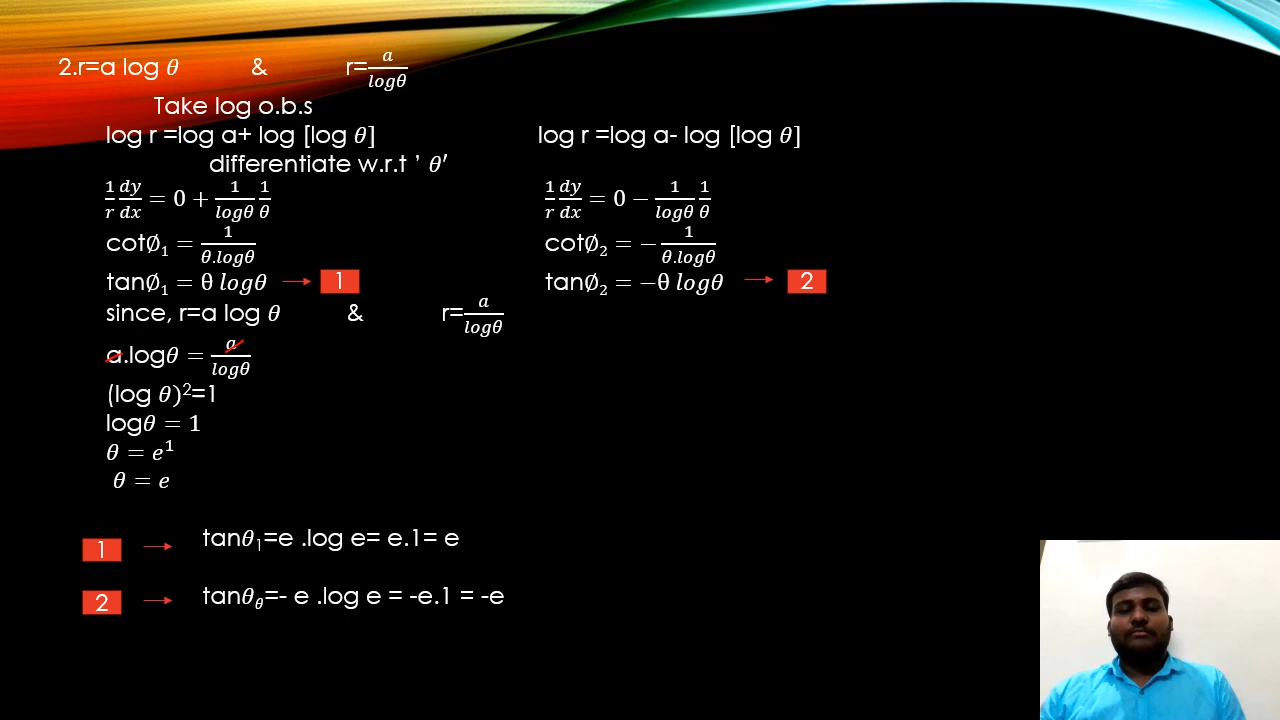 2.r=a log θ & r=a/logθ
Take log o.b.s
log r =log a+ log [log θ] log r =log a- log [log θ]
differentiate w.r.t ’ θ′
1/r dy/dx = 0 + 1/logθ 1/θ 1/r dy/dx = 0 − 1/logθ 1/θ
cot∅₁ = 1/θ.logθ cot∅₂ = − 1/θ.logθ
tan∅₁ = θ logθ → 1 tan∅₂ = −θ logθ → 2
since, r=a log θ & r=a/logθ
a.logθ = a/logθ
(log θ)²=1
logθ = 1
θ = e¹
θ = e
1 → tanθ₁=e .log e= e.1= e
2 → tanθ_θ=- e .log e = -e.1 = -e